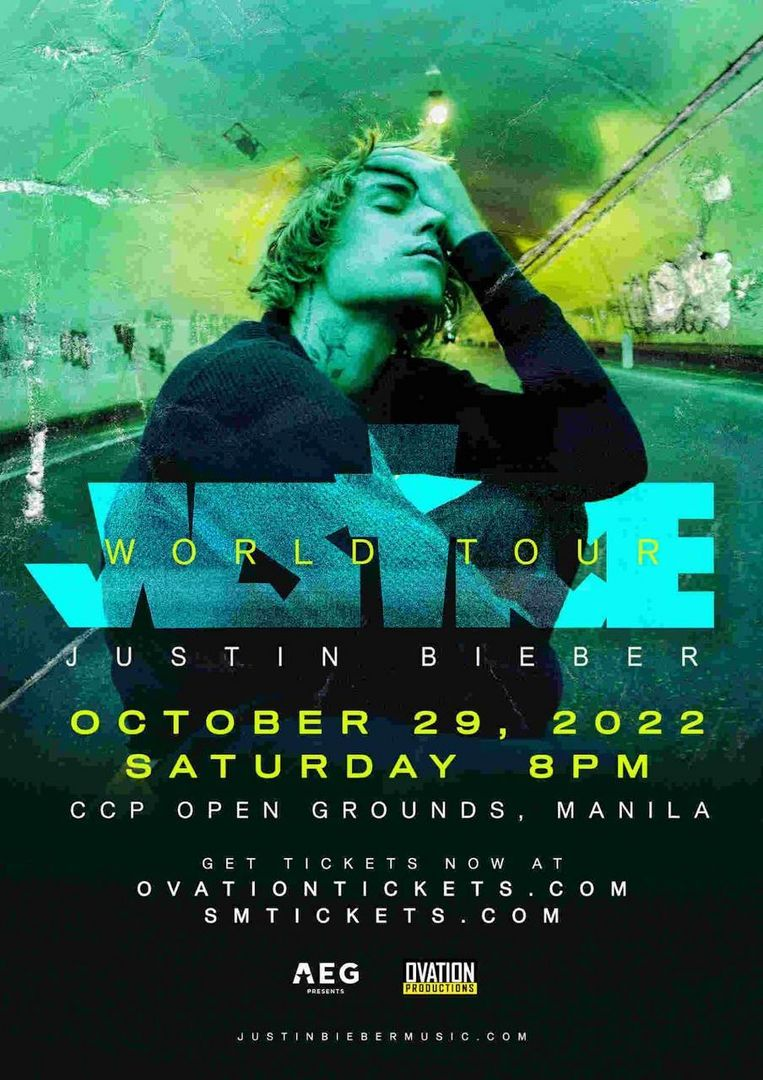 JUSTICE
WORLD TOUR
JUSTIN BIEBER
OCTOBER 29, 2022
SATURDAY 8PM
CCP OPEN GROUNDS, MANILA
GET TICKETS NOW AT
OVATIONTICKETS.COM
SMTICKETS.COM
AEG
PRESENTS
OVATION
PRODUCTIONS
JUSTINBIEBERMUSIC.COM